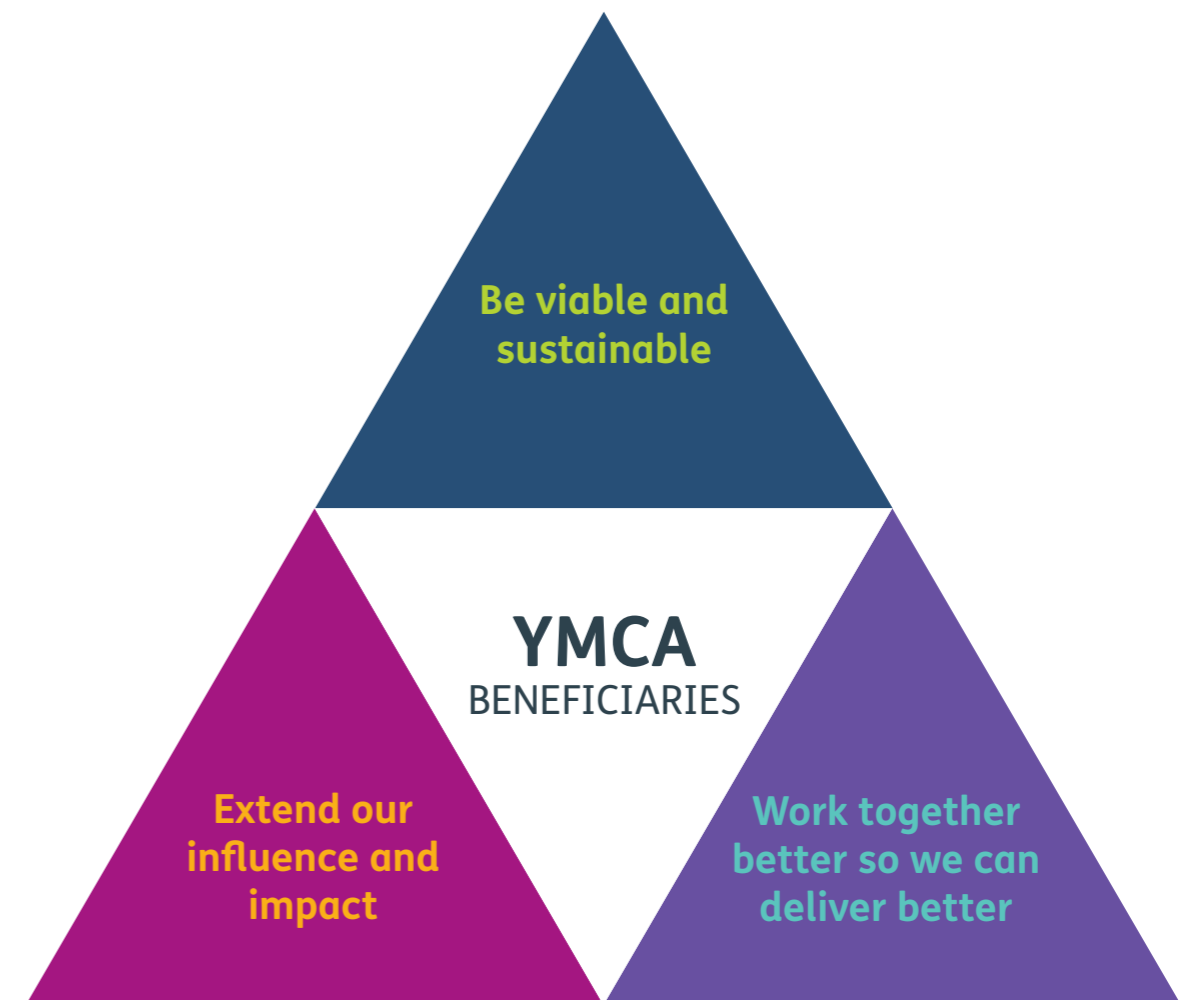 Be viable and
sustainable
YMCA
BENEFICIARIES
Extend our
influence and
impact
Work together
better so we can
deliver better